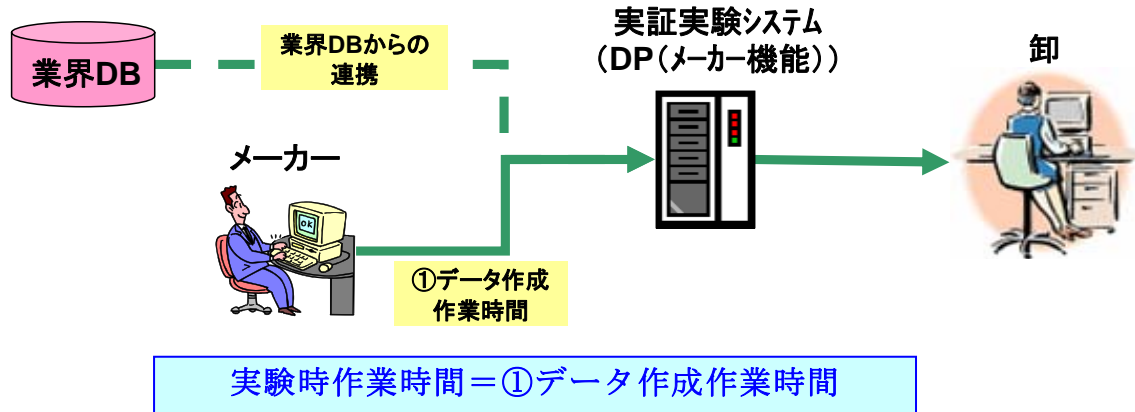 業界DB
業界DBからの
連携
実証実験システム
(DP(メーカー機能))
卸
メーカー
ok
①データ作成
作業時間
実験時作業時間=①データ作成作業時間